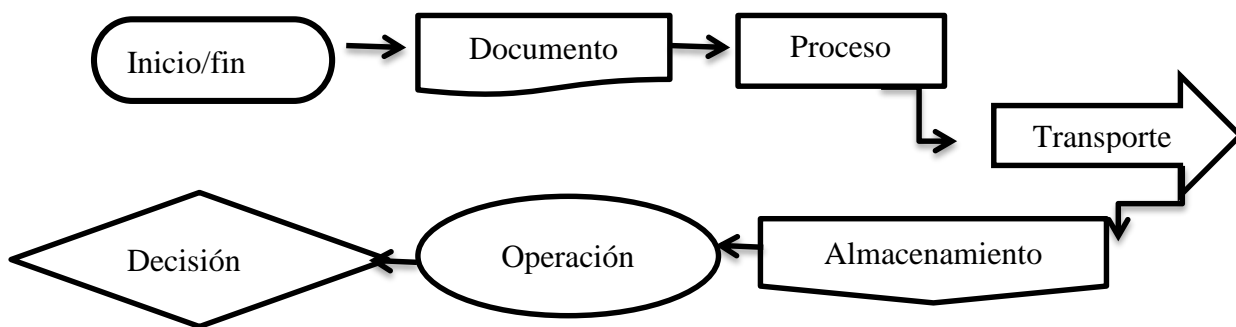 Inicio/fin
Documento
Proceso
Transporte
Almacenamiento
Operación
Decisión